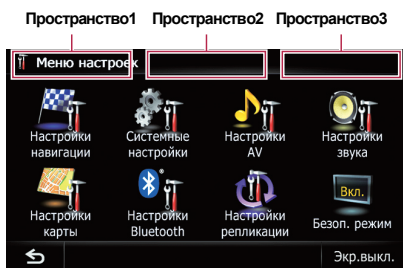 Пространство1 Пространство2 Пространство3
Меню настроек
Настройки навигации
Системные настройки
Настройки AV
Настройки звука
Настройки карты
Настройки Bluetooth
Настройки репликации
Вкл.
Безоп. режим
Экр.выкл.